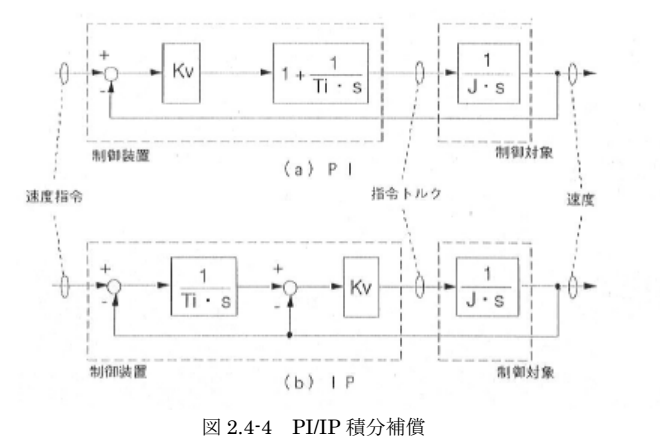 +
-
Kv
1+ 1/(Ti・s)
1/(J・s)
制御装置
制御対象
(a) PI
速度指令
指令トルク
速度
+
-
1/(Ti・s)
+
-
Kv
1/(J・s)
制御装置
制御対象
(b) IP
図 2.4-4 PI/IP 積分補償